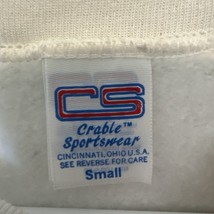 CS
Crable™
Sportswear
CINCINNATI, OHIO U.S.A.
SEE REVERSE FOR CARE
Small